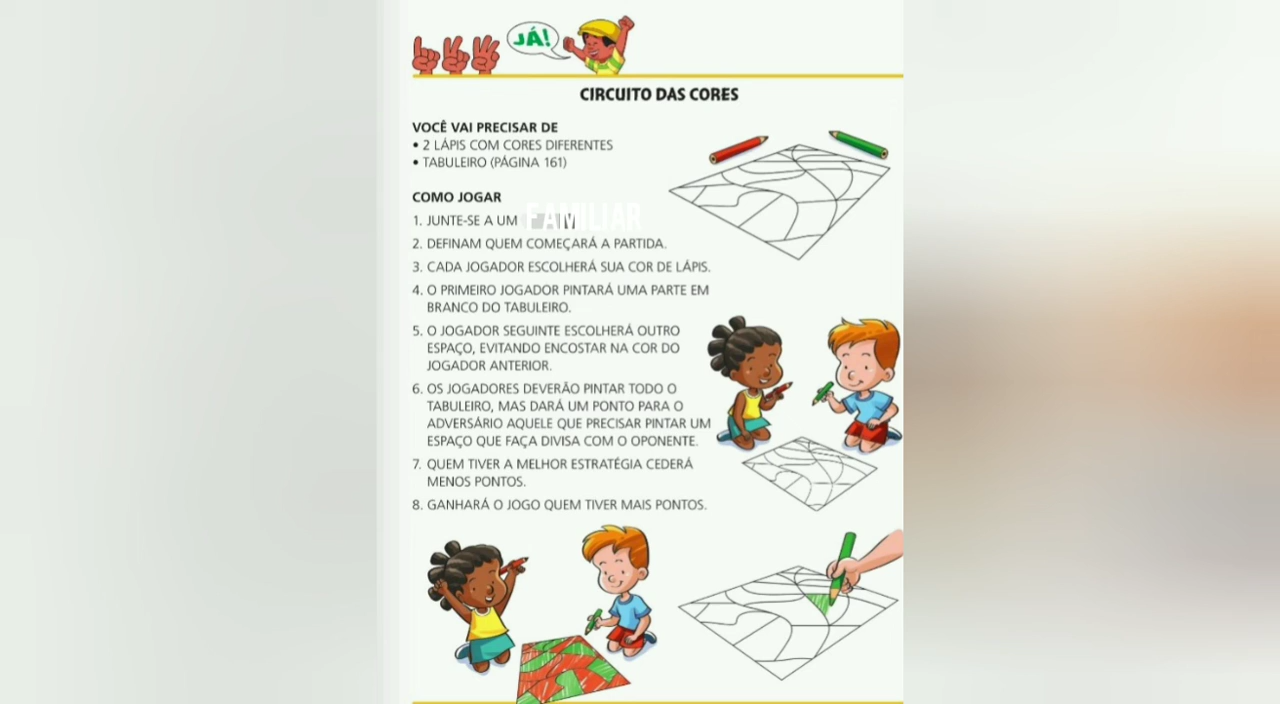 JÁ!
CIRCUITO DAS CORES
VOCÊ VAI PRECISAR DE
• 2 LÁPIS COM CORES DIFERENTES
• TABULEIRO (PÁGINA 161)
COMO JOGAR
1. JUNTE-SE A UM FAMILIAR
2. DEFINAM QUEM COMEÇARÁ A PARTIDA.
3. CADA JOGADOR ESCOLHERÁ SUA COR DE LÁPIS.
4. O PRIMEIRO JOGADOR PINTARÁ UMA PARTE EM
BRANCO DO TABULEIRO.
5. O JOGADOR SEGUINTE ESCOLHERÁ OUTRO
ESPAÇO, EVITANDO ENCOSTAR NA COR DO
JOGADOR ANTERIOR.
6. OS JOGADORES DEVERÃO PINTAR TODO O
TABULEIRO, MAS DARÁ UM PONTO PARA O
ADVERSÁRIO AQUELE QUE PRECISAR PINTAR UM
ESPAÇO QUE FAÇA DIVISA COM O OPONENTE.
7. QUEM TIVER A MELHOR ESTRATÉGIA CEDERÁ
MENOS PONTOS.
8. GANHARÁ O JOGO QUEM TIVER MAIS PONTOS.